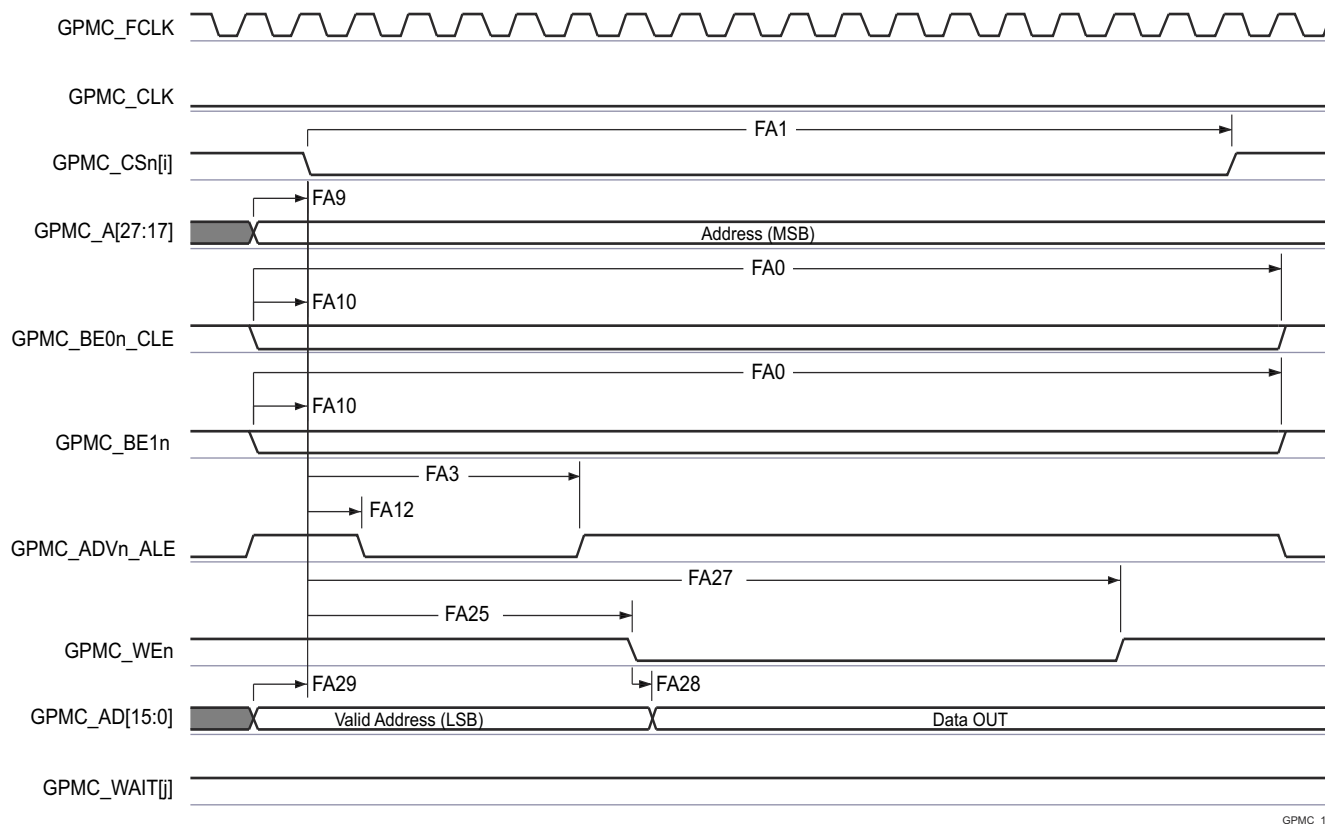 GPMC_FCLK
GPMC_CLK
FA1
GPMC_CSn[i]
FA9
GPMC_A[27:17]
Address (MSB)
FA0
FA10
GPMC_BE0n_CLE
FA0
FA10
GPMC_BE1n
FA3
FA12
GPMC_ADVn_ALE
FA27
FA25
GPMC_WEn
FA29
FA28
GPMC_AD[15:0]
Valid Address (LSB)
Data OUT
GPMC_WAIT[j]
GPMC_1